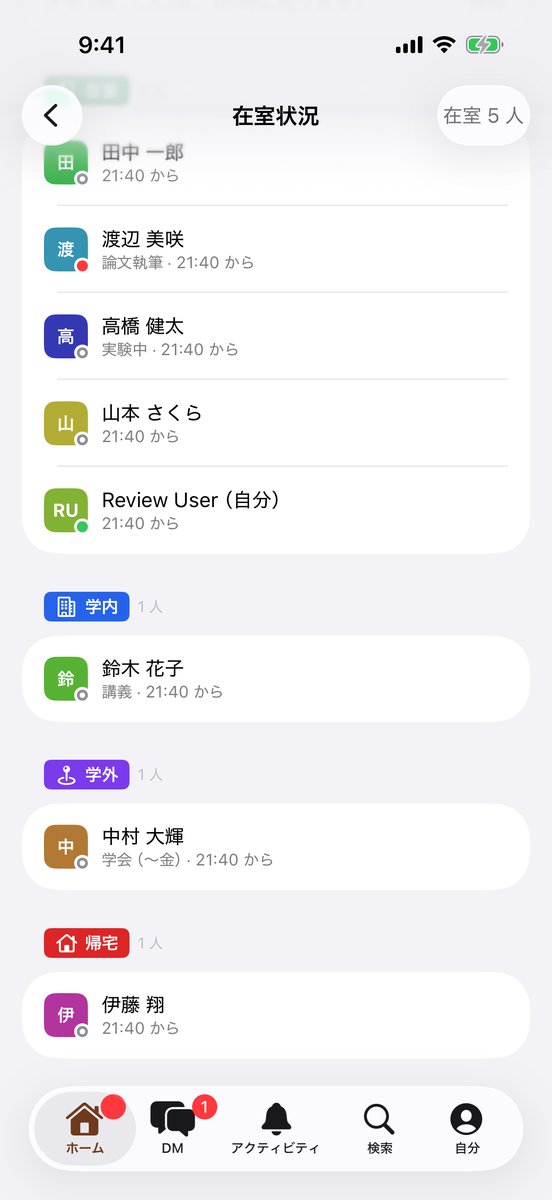 9:41
在室状況
在室 5 人
田
田中 一郎
21:40 から
渡
渡辺 美咲
論文執筆 · 21:40 から
高
高橋 健太
実験中 · 21:40 から
山
山本 さくら
21:40 から
RU
Review User（自分）
21:40 から
学内 1 人
鈴
鈴木 花子
講義 · 21:40 から
学外 1 人
中
中村 大輝
学会（〜金）· 21:40 から
帰宅 1 人
伊
伊藤 翔
21:40 から
1
ホーム DM アクティビティ 検索 自分